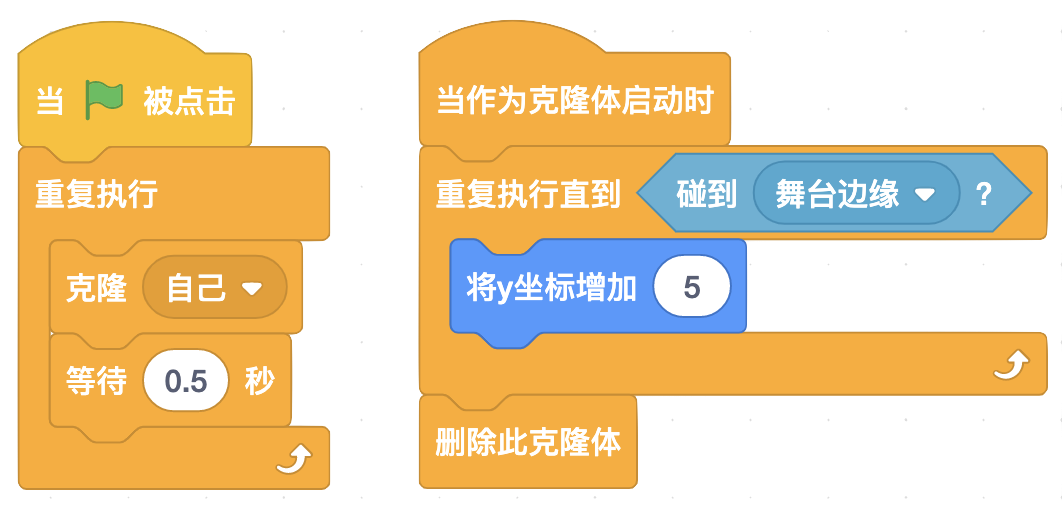 当 被点击
重复执行
克隆 自己
等待 0.5 秒
当作为克隆体启动时
重复执行直到 碰到 舞台边缘 ?
将y坐标增加 5
删除此克隆体